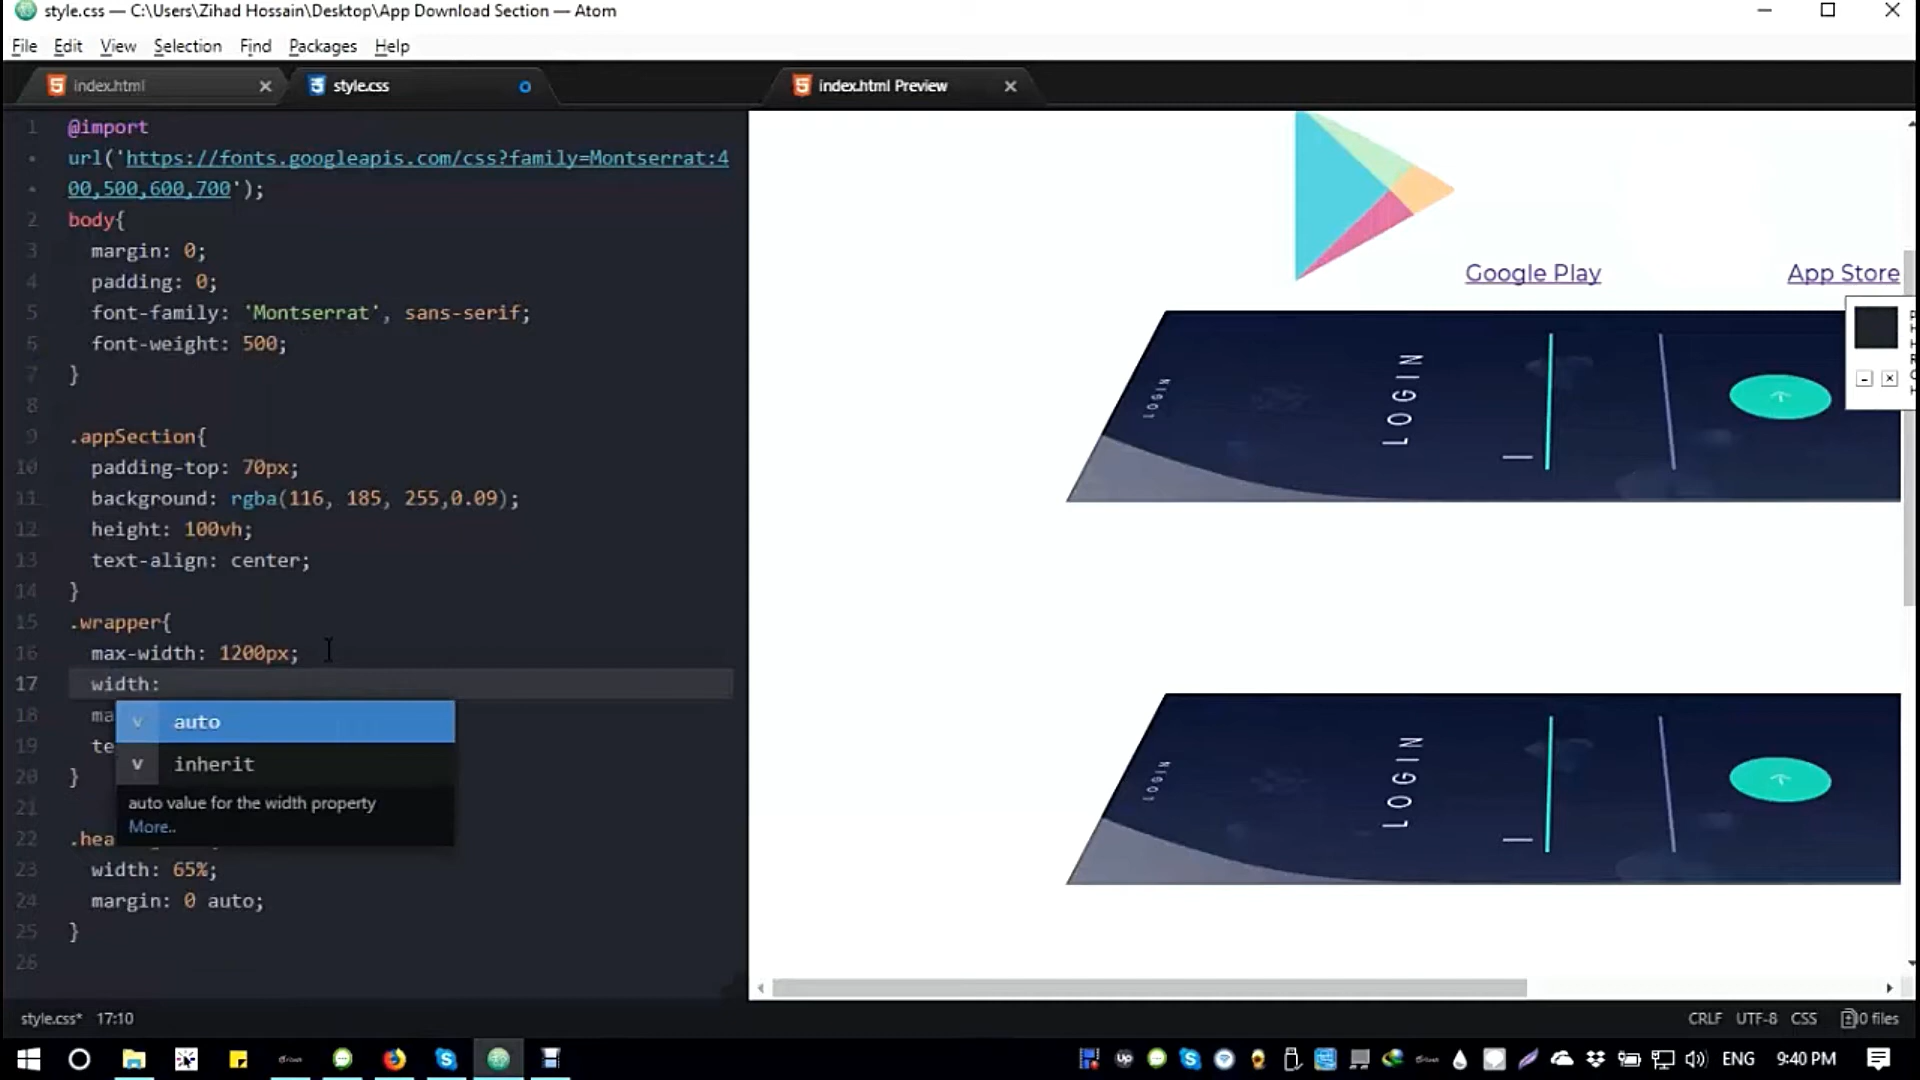 style.css — C:\Users\Zihad Hossain\Desktop\App Download Section — Atom
File Edit View Selection Find Packages Help
index.html
style.css
index.html Preview
1 @import
url('https://fonts.googleapis.com/css?family=Montserrat:4
00,500,600,700');
2 body{
3 margin: 0;
4 padding: 0;
5 font-family: 'Montserrat', sans-serif;
6 font-weight: 500;
7 }
8
9 .appSection{
10 padding-top: 70px;
11 background: rgba(116, 185, 255,0.09);
12 height: 100vh;
13 text-align: center;
14 }
15 .wrapper{
16 max-width: 1200px;
17 width:
18 ma
19 te
20 }
21
22 .hea
23 width: 65%;
24 margin: 0 auto;
25 }
26
v auto
v inherit
auto value for the width property
More..
Google Play
App Store
LOGIN
LOGIN
LOGIN
LOGIN
style.css* 17:10
CRLF UTF-8 CSS 0 files
Up
ENG 9:40 PM